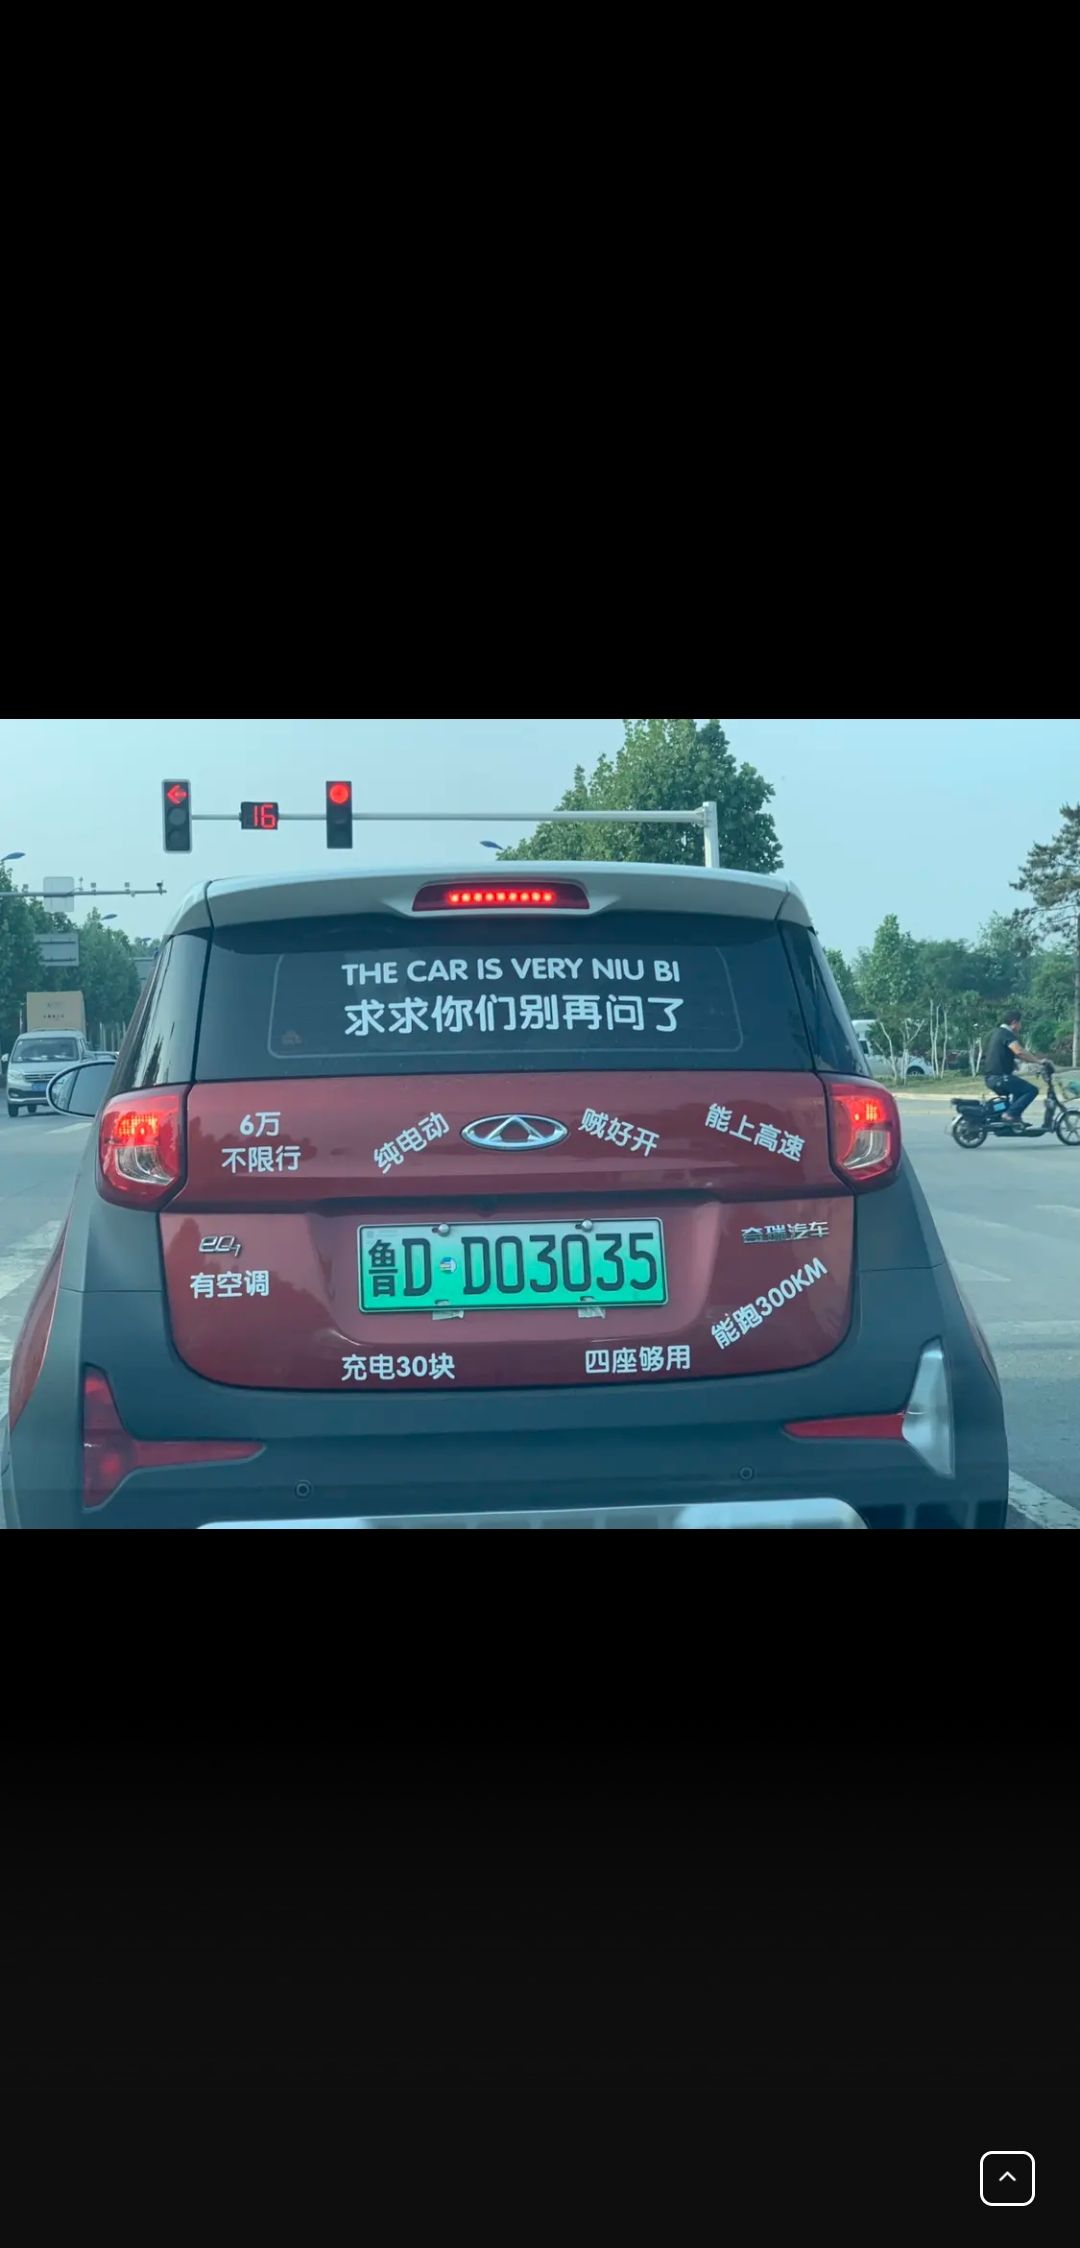 16
THE CAR IS VERY NIU BI
求求你们别再问了
6万
不限行
纯电动
贼好开
能上高速
eQ1
鲁D·D03035
奇瑞汽车
有空调
能跑300KM
充电30块
四座够用